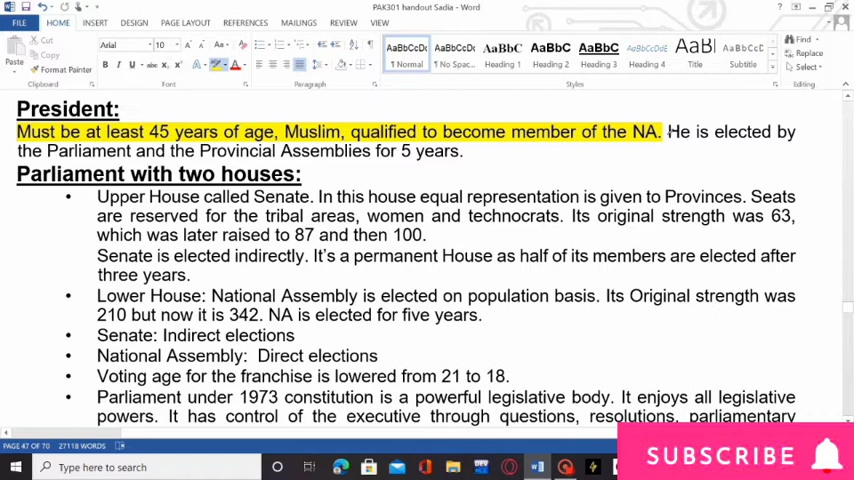 PAK301 handout Sadia - Word
FILE HOME INSERT DESIGN PAGE LAYOUT REFERENCES MAILINGS REVIEW VIEW
Cut
Copy
Paste
Format Painter
Arial 10
AaBbCcDc AaBbCcDc AaBbC AaBbC AaBbC AaBbCcDdE AaBl AaBbCcD
¶ Normal ¶ No Spac... Heading 1 Heading 2 Heading 3 Heading 4 Title Subtitle
Find
Replace
Select
Clipboard Font Paragraph Styles Editing
President:
Must be at least 45 years of age, Muslim, qualified to become member of the NA. He is elected by
the Parliament and the Provincial Assemblies for 5 years.
Parliament with two houses:
• Upper House called Senate. In this house equal representation is given to Provinces. Seats
are reserved for the tribal areas, women and technocrats. Its original strength was 63,
which was later raised to 87 and then 100.
Senate is elected indirectly. It’s a permanent House as half of its members are elected after
three years.
• Lower House: National Assembly is elected on population basis. Its Original strength was
210 but now it is 342. NA is elected for five years.
• Senate: Indirect elections
• National Assembly: Direct elections
• Voting age for the franchise is lowered from 21 to 18.
• Parliament under 1973 constitution is a powerful legislative body. It enjoys all legislative
powers. It has control of the executive through questions, resolutions, parliamentary
PAGE 47 OF 70 27118 WORDS
Type here to search
SUBSCRIBE